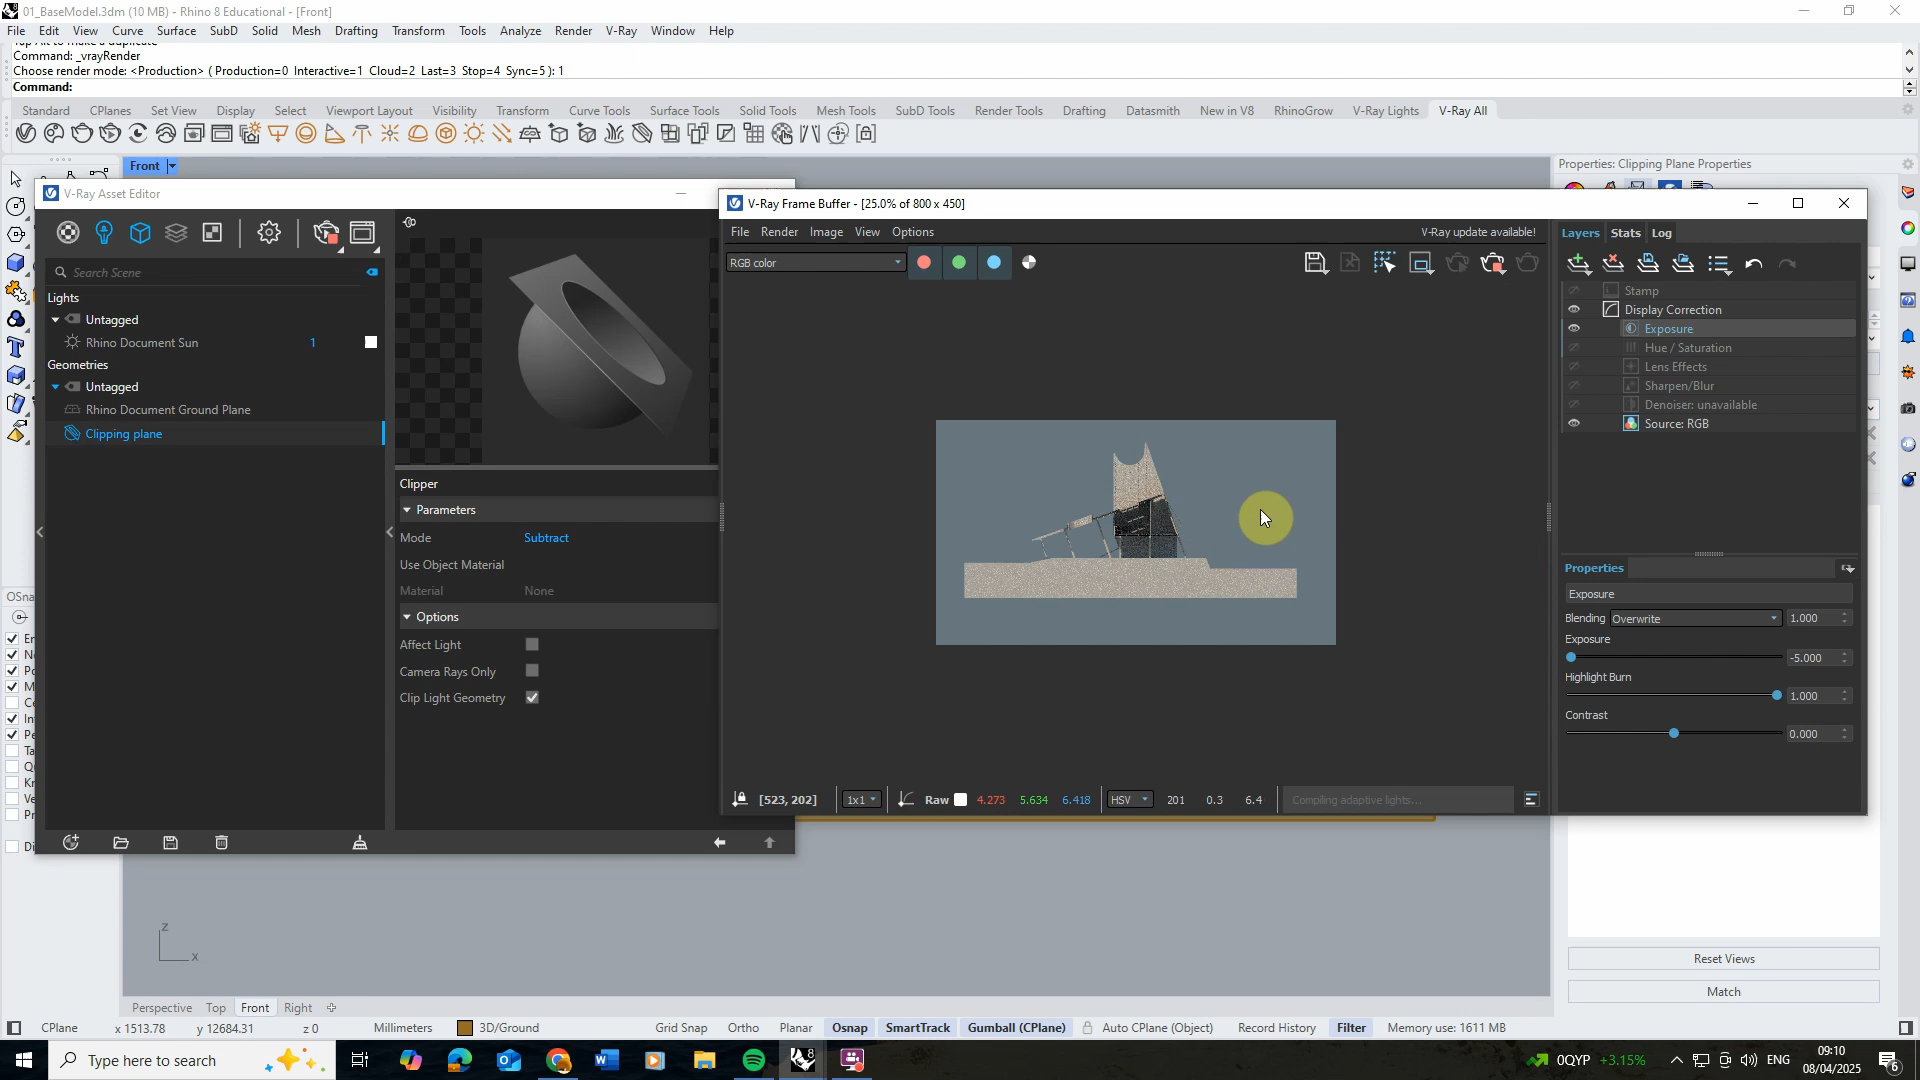 01_BaseModel.3dm (10 MB) - Rhino 8 Educational - [Front]
File Edit View Curve Surface SubD Solid Mesh Drafting Transform Tools Analyze Render V-Ray Window Help
Command: _vrayRender
Choose render mode: <Production> ( Production=0 Interactive=1 Cloud=2 Last=3 Stop=4 Sync=5 ): 1
Command:
Standard CPlanes Set View Display Select Viewport Layout Visibility Transform Curve Tools Surface Tools Solid Tools Mesh Tools SubD Tools Render Tools Drafting Datasmith New in V8 RhinoGrow V-Ray Lights V-Ray All
Front
Properties: Clipping Plane Properties
V-Ray Asset Editor
Search Scene
Lights
Untagged
Rhino Document Sun 1
Geometries
Untagged
Rhino Document Ground Plane
Clipping plane
Clipper
Parameters
Mode Subtract
Use Object Material
Material None
Options
Affect Light
Camera Rays Only
Clip Light Geometry
V-Ray Frame Buffer - [25.0% of 800 x 450]
File Render Image View Options V-Ray update available!
RGB color
[523, 202] 1x1 Raw 4.273 5.634 6.418 HSV 201 0.3 6.4 Compiling adaptive lights...
Layers Stats Log
Stamp
Display Correction
Exposure
Hue / Saturation
Lens Effects
Sharpen/Blur
Denoiser: unavailable
Source: RGB
Properties
Exposure
Blending Overwrite 1.000
Exposure
-5.000
Highlight Burn
1.000
Contrast
0.000
OSna
z
x
Reset Views
Match
Perspective Top Front Right
CPlane x 1513.78 y 12684.31 z 0 Millimeters 3D/Ground Grid Snap Ortho Planar Osnap SmartTrack Gumball (CPlane) Auto CPlane (Object) Record History Filter Memory use: 1611 MB
Type here to search
0QYP +3.15% ENG
09:10
08/04/2025
6